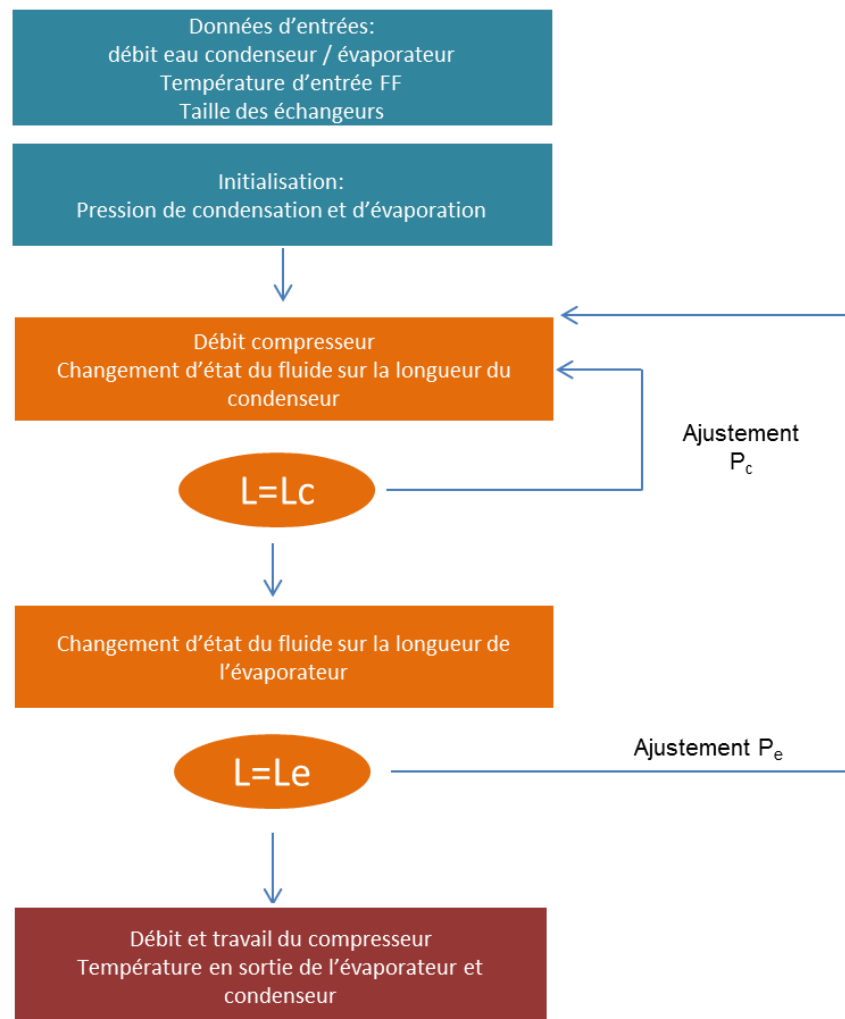 Données d’entrées:
débit eau condenseur / évaporateur
Température d’entrée FF
Taille des échangeurs
Initialisation:
Pression de condensation et d’évaporation
Débit compresseur
Changement d’état du fluide sur la longueur du
condenseur
Ajustement
Pc
L=Lc
Changement d’état du fluide sur la longueur de
l’évaporateur
Ajustement Pe
L=Le
Débit et travail du compresseur
Température en sortie de l’évaporateur et
condenseur